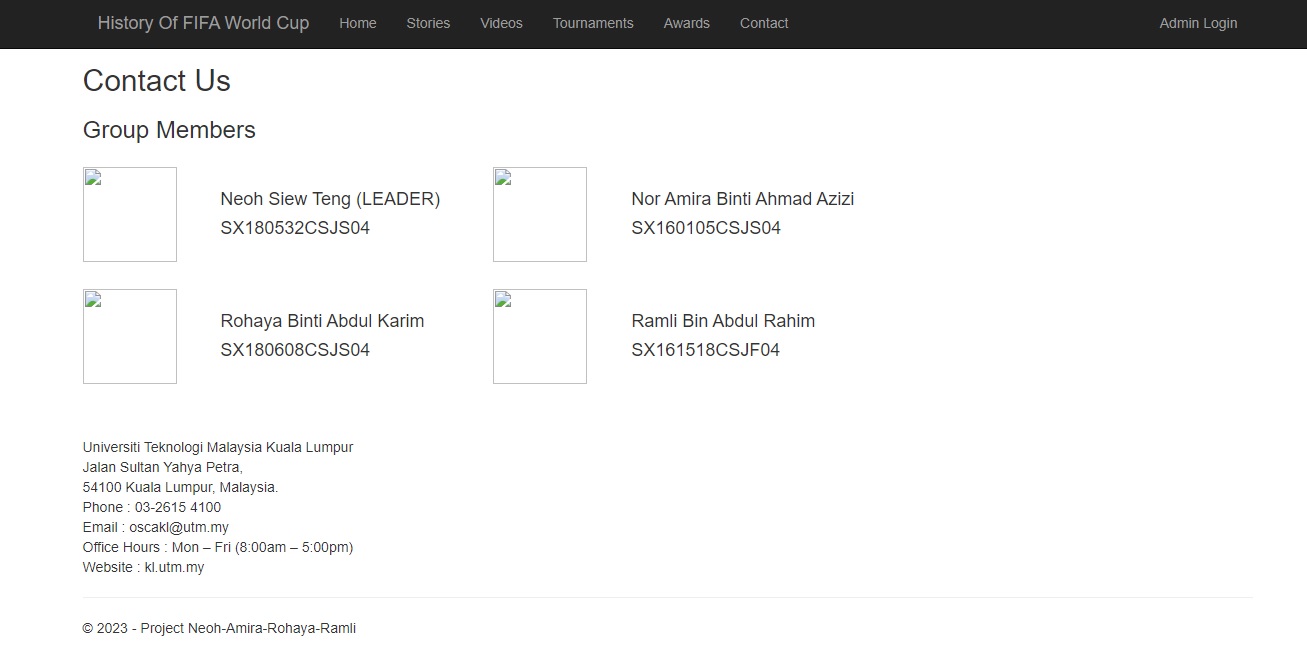 History Of FIFA World Cup Home Stories Videos Tournaments Awards Contact Admin Login
Contact Us
Group Members
Neoh Siew Teng (LEADER)
SX180532CSJS04
Nor Amira Binti Ahmad Azizi
SX160105CSJS04
Rohaya Binti Abdul Karim
SX180608CSJS04
Ramli Bin Abdul Rahim
SX161518CSJF04
Universiti Teknologi Malaysia Kuala Lumpur
Jalan Sultan Yahya Petra,
54100 Kuala Lumpur, Malaysia.
Phone : 03-2615 4100
Email : oscakl@utm.my
Office Hours : Mon – Fri (8:00am – 5:00pm)
Website : kl.utm.my
© 2023 - Project Neoh-Amira-Rohaya-Ramli